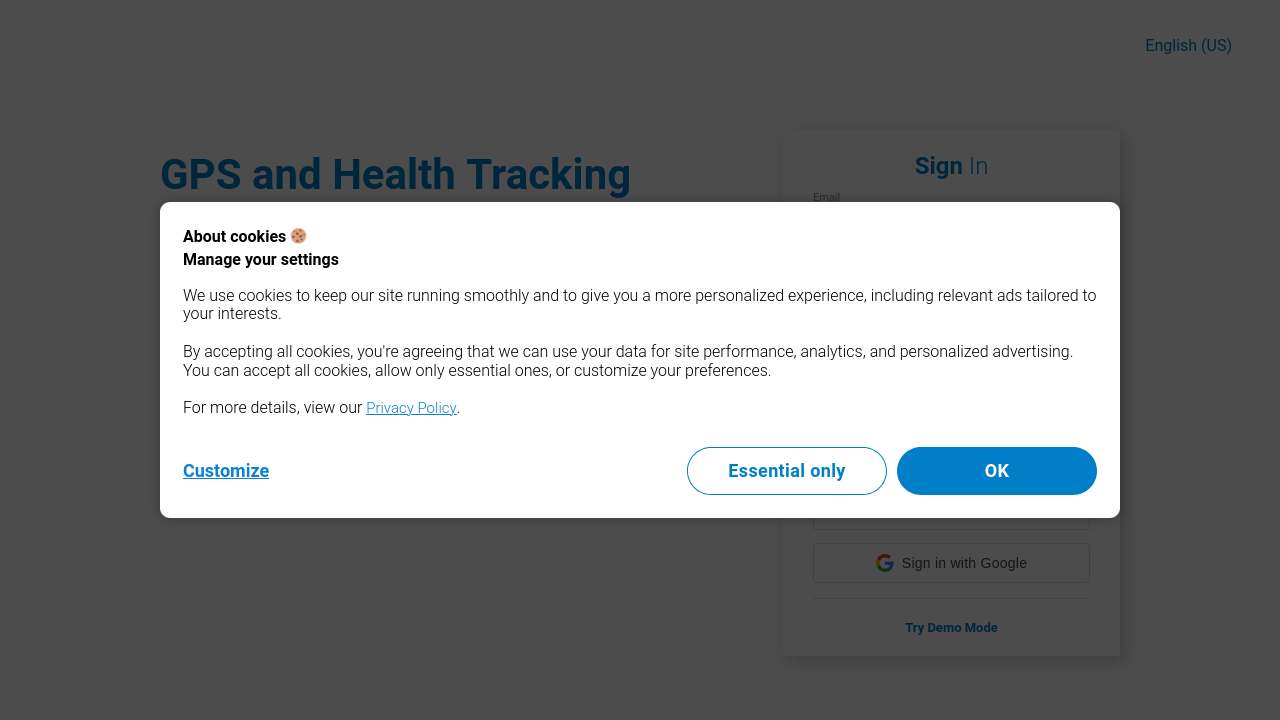 English (US)
GPS and Health Tracking
Sign In
Email
About cookies
Manage your settings
We use cookies to keep our site running smoothly and to give you a more personalized experience, including relevant ads tailored to
your interests.
By accepting all cookies, you're agreeing that we can use your data for site performance, analytics, and personalized advertising.
You can accept all cookies, allow only essential ones, or customize your preferences.
For more details, view our Privacy Policy.
Customize
Essential only
OK
Sign in with Google
Try Demo Mode